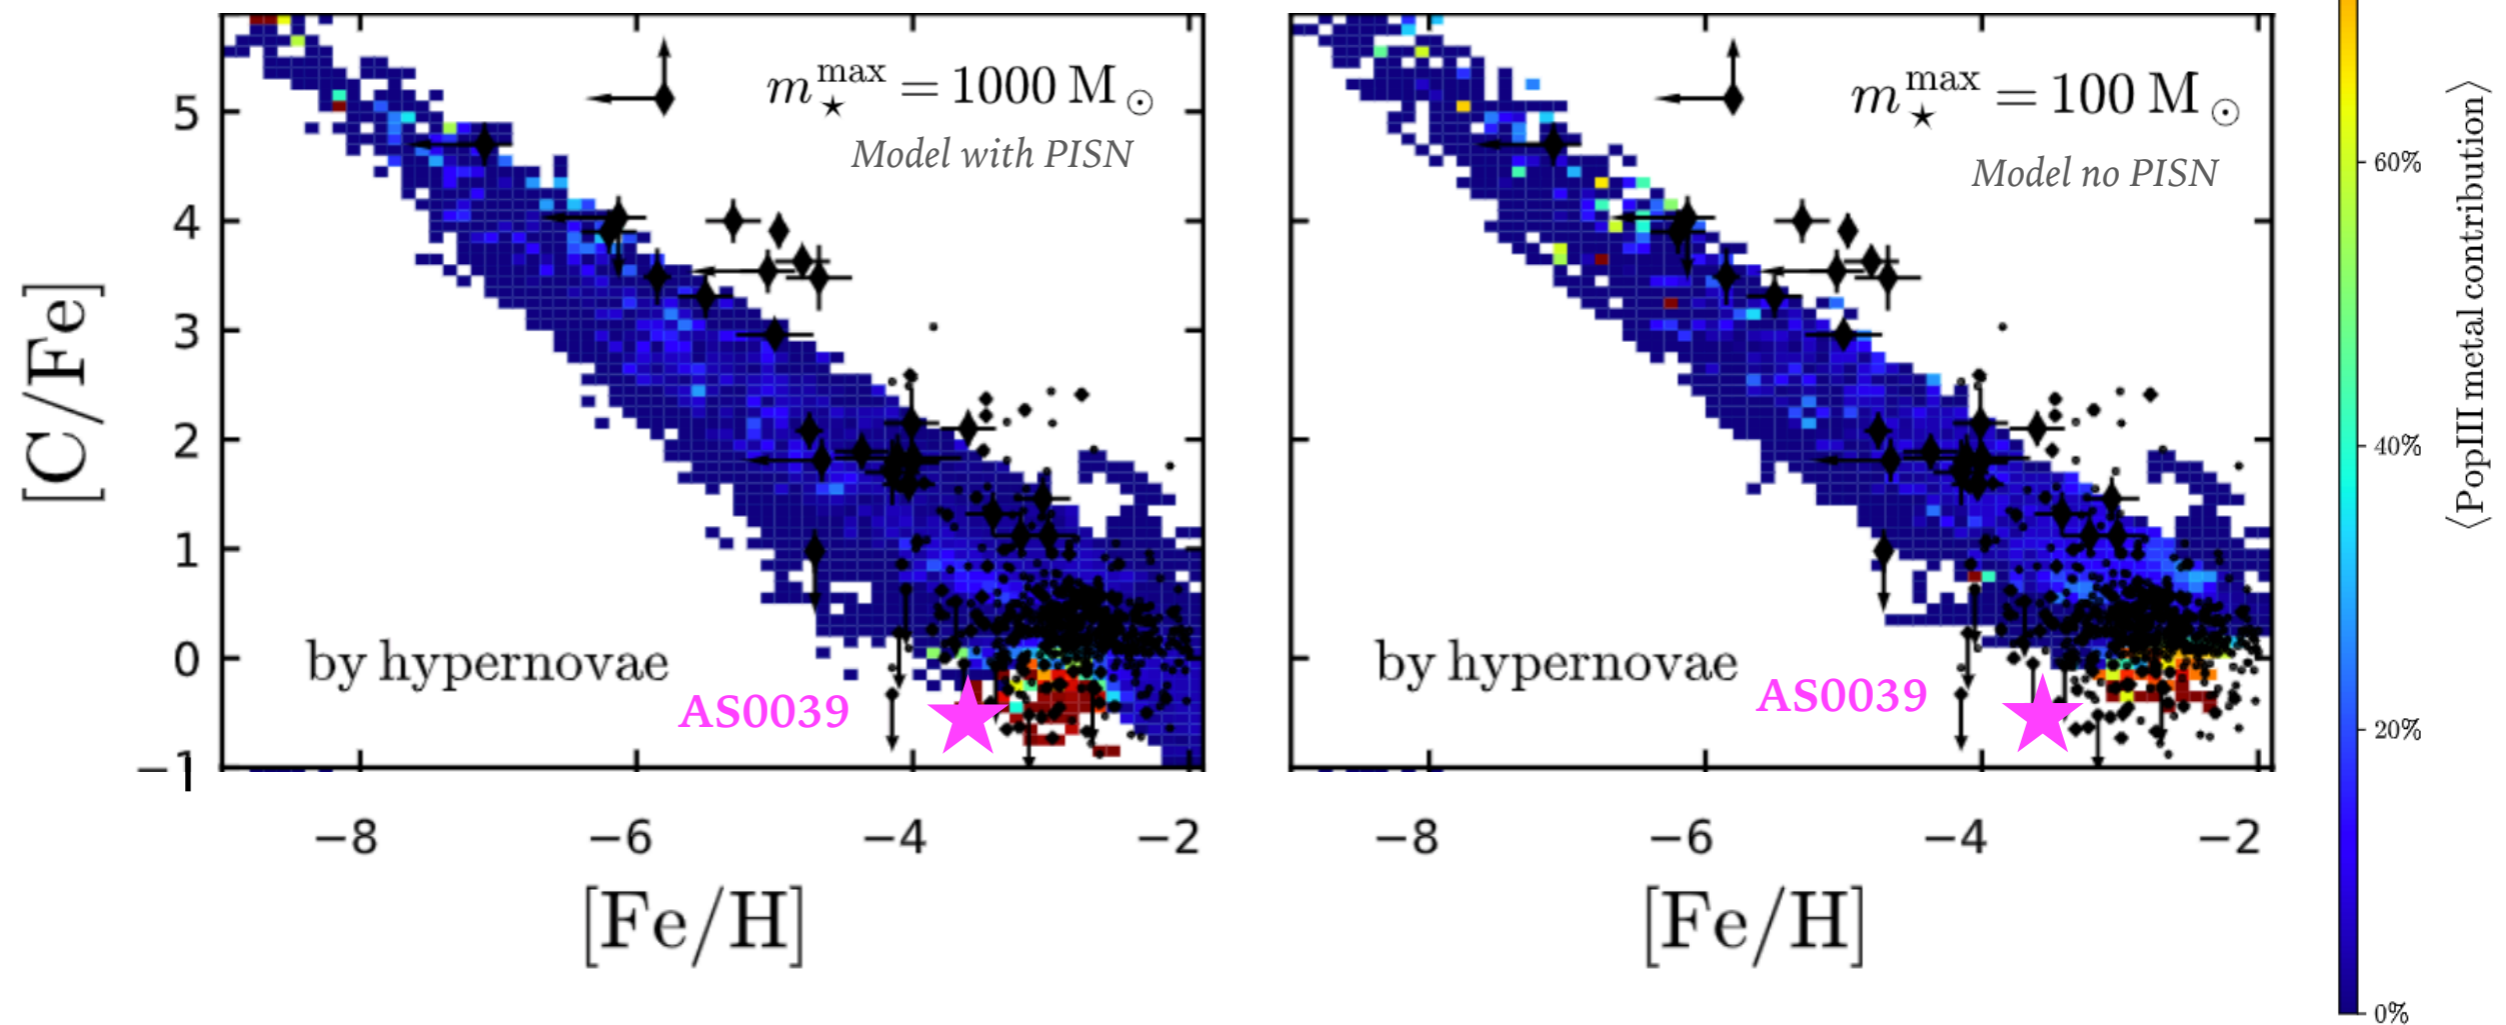 m⋆^max = 1000 M⊙
Model with PISN
by hypernovae
AS0039
[C/Fe]
5
4
3
2
1
0
−1
−8
−6
−4
−2
[Fe/H]
m⋆^max = 100 M⊙
Model no PISN
by hypernovae
AS0039
−8
−6
−4
−2
[Fe/H]
60%
40%
20%
0%
⟨PopIII metal contribution⟩